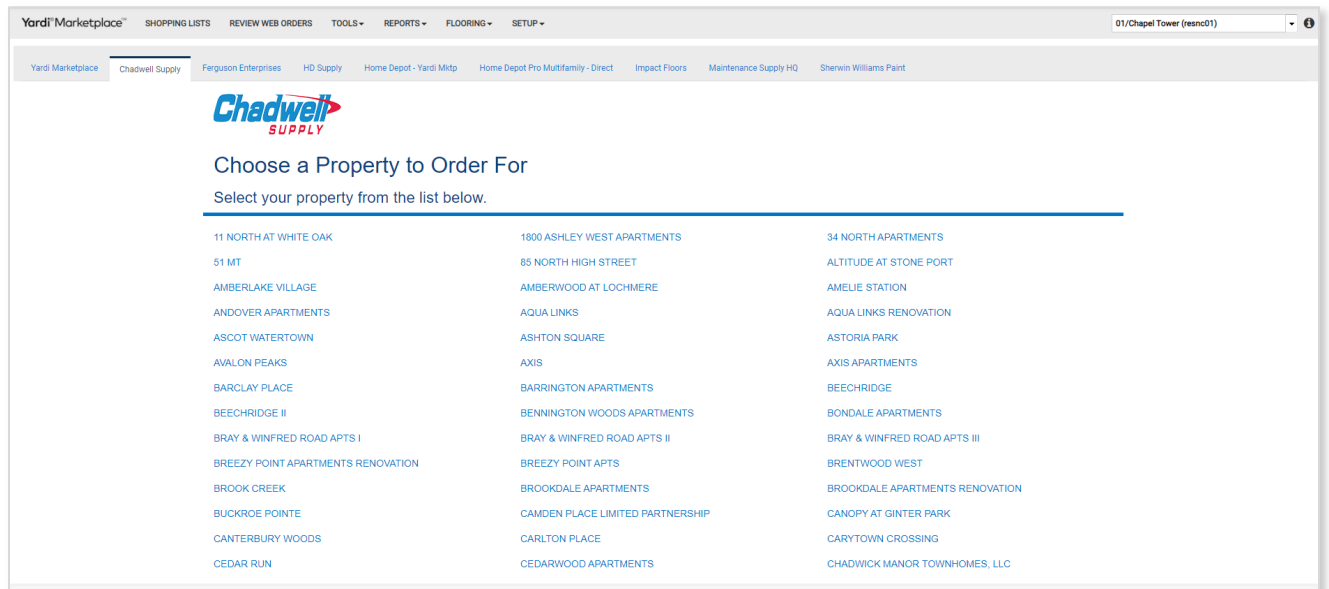 Yardi® Marketplace™ SHOPPING LISTS REVIEW WEB ORDERS TOOLS REPORTS FLOORING SETUP 01/Chapel Tower (resnc01)
Yardi Marketplace Chadwell Supply Ferguson Enterprises HD Supply Home Depot - Yardi Mktp Home Depot Pro Multifamily - Direct Impact Floors Maintenance Supply HQ Sherwin Williams Paint
Chadwell
SUPPLY
Choose a Property to Order For
Select your property from the list below.
11 NORTH AT WHITE OAK 1800 ASHLEY WEST APARTMENTS 34 NORTH APARTMENTS
51 MT 85 NORTH HIGH STREET ALTITUDE AT STONE PORT
AMBERLAKE VILLAGE AMBERWOOD AT LOCHMERE AMELIE STATION
ANDOVER APARTMENTS AQUA LINKS AQUA LINKS RENOVATION
ASCOT WATERTOWN ASHTON SQUARE ASTORIA PARK
AVALON PEAKS AXIS AXIS APARTMENTS
BARCLAY PLACE BARRINGTON APARTMENTS BEECHRIDGE
BEECHRIDGE II BENNINGTON WOODS APARTMENTS BONDALE APARTMENTS
BRAY & WINFRED ROAD APTS I BRAY & WINFRED ROAD APTS II BRAY & WINFRED ROAD APTS III
BREEZY POINT APARTMENTS RENOVATION BREEZY POINT APTS BRENTWOOD WEST
BROOK CREEK BROOKDALE APARTMENTS BROOKDALE APARTMENTS RENOVATION
BUCKROE POINTE CAMDEN PLACE LIMITED PARTNERSHIP CANOPY AT GINTER PARK
CANTERBURY WOODS CARLTON PLACE CARYTOWN CROSSING
CEDAR RUN CEDARWOOD APARTMENTS CHADWICK MANOR TOWNHOMES, LLC